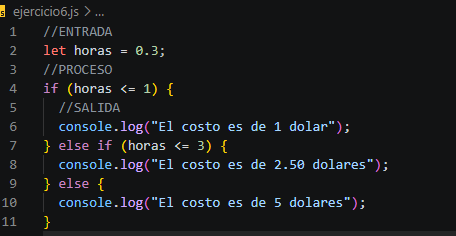 JS ejercicio6.js > ...
1 //ENTRADA
2 let horas = 0.3;
3 //PROCESO
4 if (horas <= 1) {
5 //SALIDA
6 console.log("El costo es de 1 dolar");
7 } else if (horas <= 3) {
8 console.log("El costo es de 2.50 dolares");
9 } else {
10 console.log("El costo es de 5 dolares");
11 }